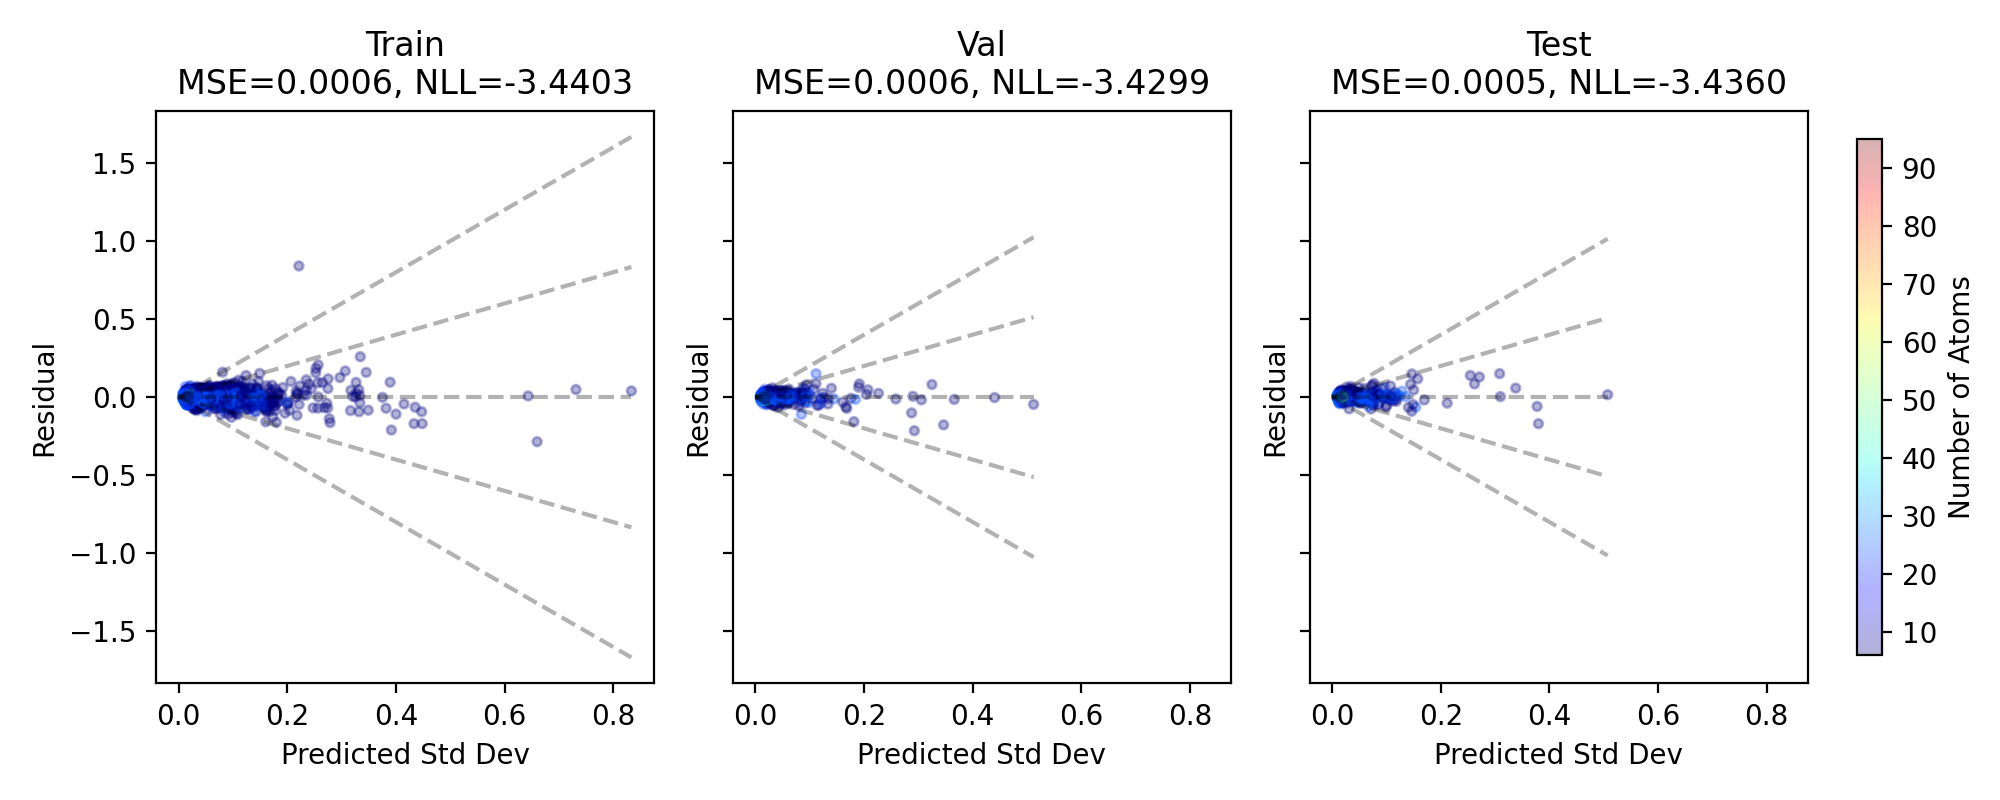 Train
MSE=0.0006, NLL=-3.4403
Val
MSE=0.0006, NLL=-3.4299
Test
MSE=0.0005, NLL=-3.4360
1.5
1.0
0.5
0.0
−0.5
−1.0
−1.5
Residual
0.0 0.2 0.4 0.6 0.8
Predicted Std Dev
Residual
0.0 0.2 0.4 0.6 0.8
Predicted Std Dev
Residual
0.0 0.2 0.4 0.6 0.8
Predicted Std Dev
90
80
70
60
50
40
30
20
10
Number of Atoms